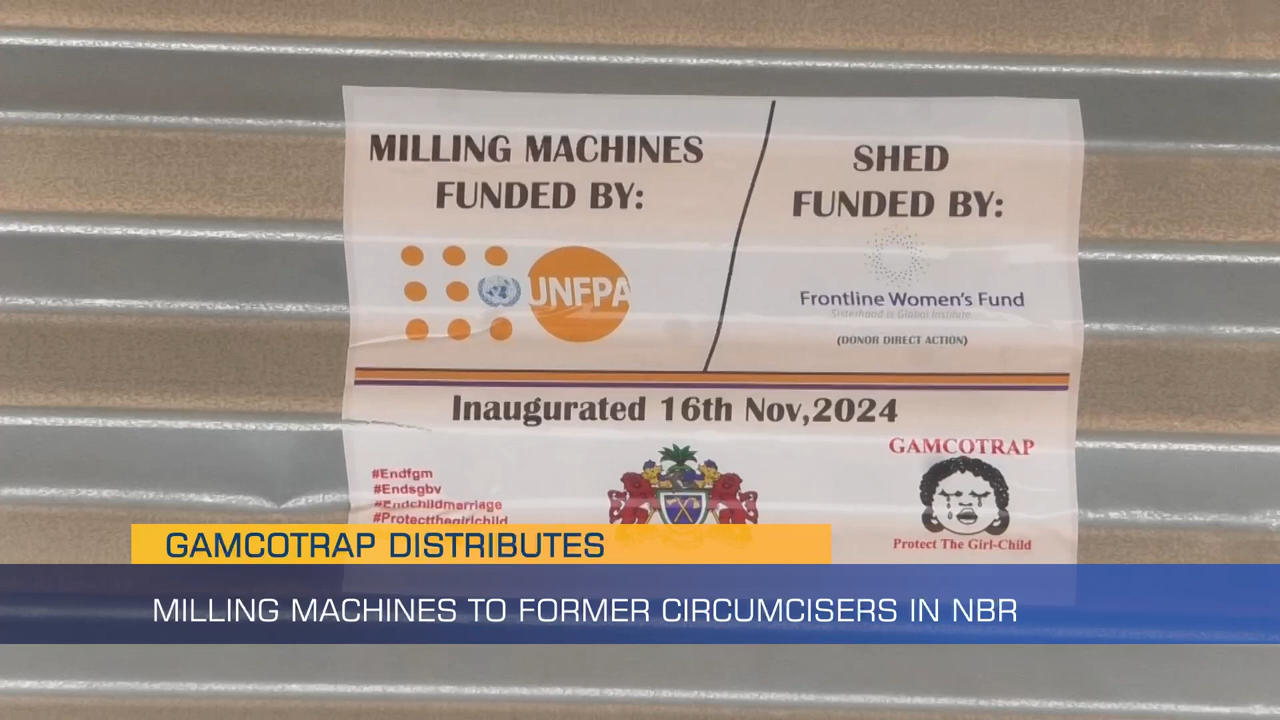 MILLING MACHINES
FUNDED BY:
UNFPA
SHED
FUNDED BY:
Frontline Women's Fund
Sisterhood is Global Institute
(DONOR DIRECT ACTION)
Inaugurated 16th Nov,2024
#Endfgm
#Endsgbv
#Endchildmarriage
#Protectthegirlchild
GAMCOTRAP
Protect The Girl-Child
GAMCOTRAP DISTRIBUTES
MILLING MACHINES TO FORMER CIRCUMCISERS IN NBR